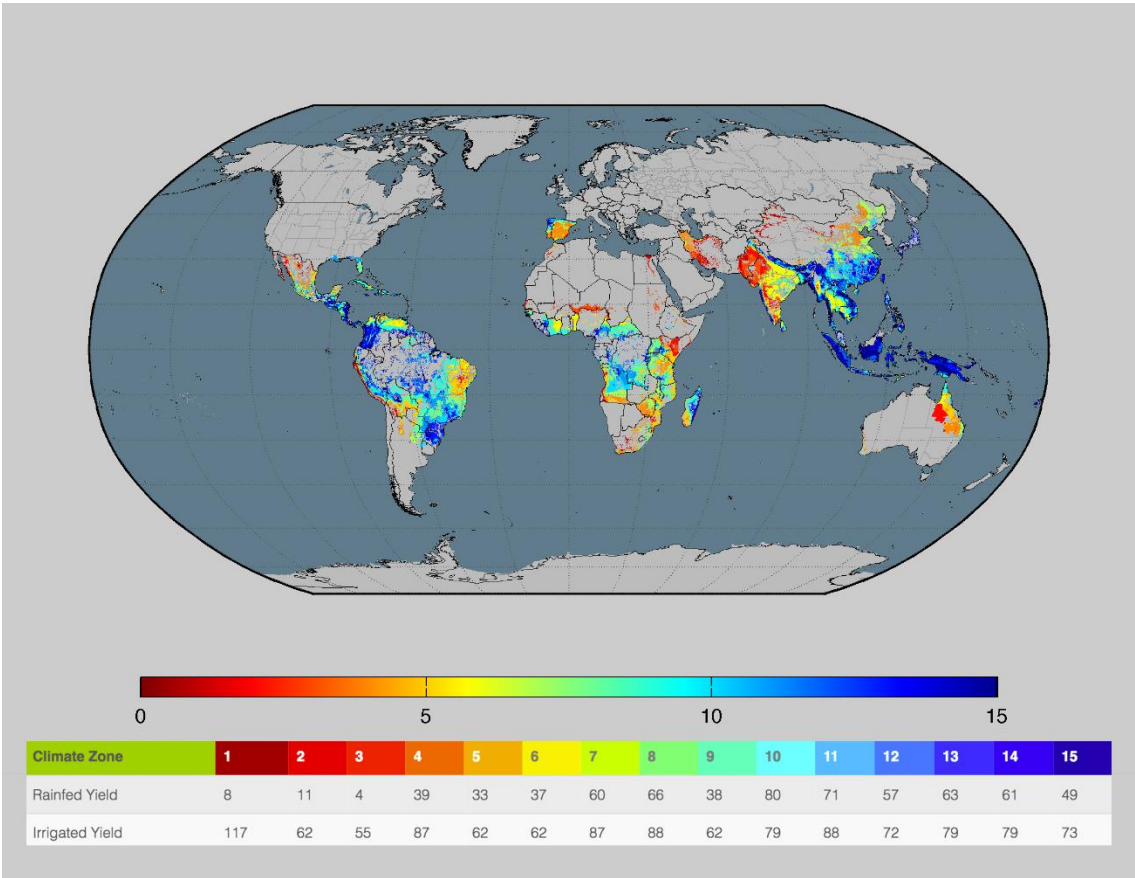 0 5 10 15
Climate Zone 1 2 3 4 5 6 7 8 9 10 11 12 13 14 15
Rainfed Yield 8 11 4 39 33 37 60 66 38 80 71 57 63 61 49
Irrigated Yield 117 62 55 87 62 62 87 88 62 79 88 72 79 79 73